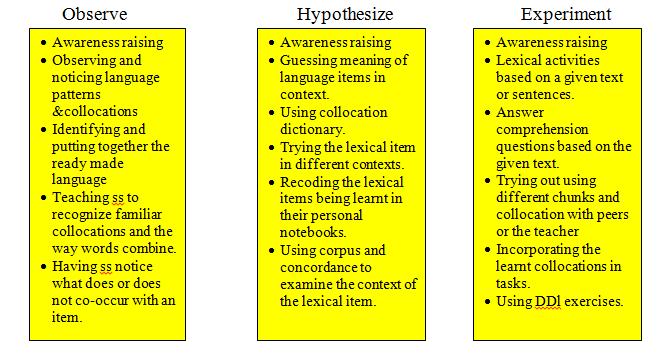 Observe
• Awareness raising
• Observing and
noticing language
patterns
&collocations
• Identifying and
putting together the
ready made
language
• Teaching ss to
recognize familiar
collocations and the
way words combine.
• Having ss notice
what does or does
not co-occur with an
item.
Hypothesize
• Awareness raising
• Guessing meaning of
language items in
context.
• Using collocation
dictionary.
• Trying the lexical item
in different contexts.
• Recoding the lexical
items being learnt in
their personal
notebooks.
• Using corpus and
concordance to
examine the context of
the lexical item.
Experiment
• Awareness raising
• Lexical activities
based on a given text
or sentences.
• Answer
comprehension
questions based on the
given text.
• Trying out using
different chunks and
collocation with peers
or the teacher
• Incorporating the
learnt collocations in
tasks.
• Using DDl exercises.